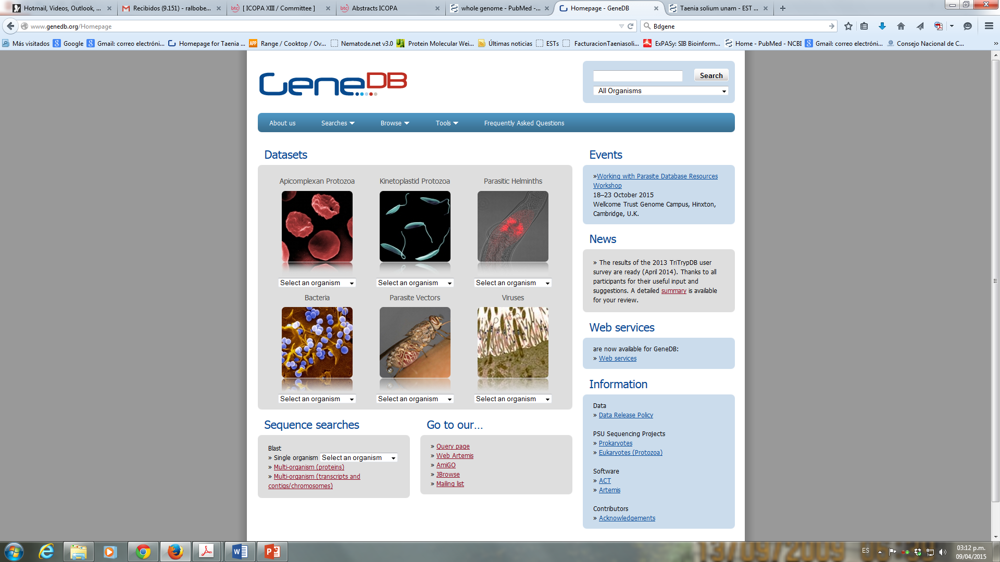 Hotmail, Videos, Outlook, ...
Recibidos (9.151) - ralbobe...
[ ICOPA XIII / Committee ]
Abstracts ICOPA
whole genome - PubMed -...
Homepage - GeneDB
Taenia solium unam - EST ...
www.genedb.org/Homepage
Bdgene
Más visitados
Google
Gmail: correo electróni...
Homepage for Taenia ...
Range / Cooktop / Ov...
Nematode.net v3.0
Protein Molecular Wei...
Últimas noticias
ESTs
FacturacionTaeniasoli...
ExPASy: SIB Bioinform...
Home - PubMed - NCBI
Gmail: correo electróni...
Consejo Nacional de C...
GeneDB
Search
All Organisms
About us
Searches
Browse
Tools
Frequently Asked Questions
Datasets
Apicomplexan Protozoa
Kinetoplastid Protozoa
Parasitic Helminths
Select an organism
Select an organism
Select an organism
Bacteria
Parasite Vectors
Viruses
Select an organism
Select an organism
Select an organism
Sequence searches
Blast
» Single organism Select an organism
» Multi-organism (proteins)
» Multi-organism (transcripts and
contigs/chromosomes)
Go to our...
» Query page
» Web Artemis
» AmiGO
» JBrowse
» Mailing list
Events
»Working with Parasite Database Resources
Workshop
18–23 October 2015
Wellcome Trust Genome Campus, Hinxton,
Cambridge, U.K.
News
» The results of the 2013 TriTrypDB user
survey are ready (April 2014). Thanks to all
participants for their useful input and
suggestions. A detailed summary is available
for your review.
Web services
are now available for GeneDB:
» Web services
Information
Data
» Data Release Policy
PSU Sequencing Projects
» Prokaryotes
» Eukaryotes (Protozoa)
Software
» ACT
» Artemis
Contributors
» Acknowledgements
ES
03:12 p.m.
09/04/2015